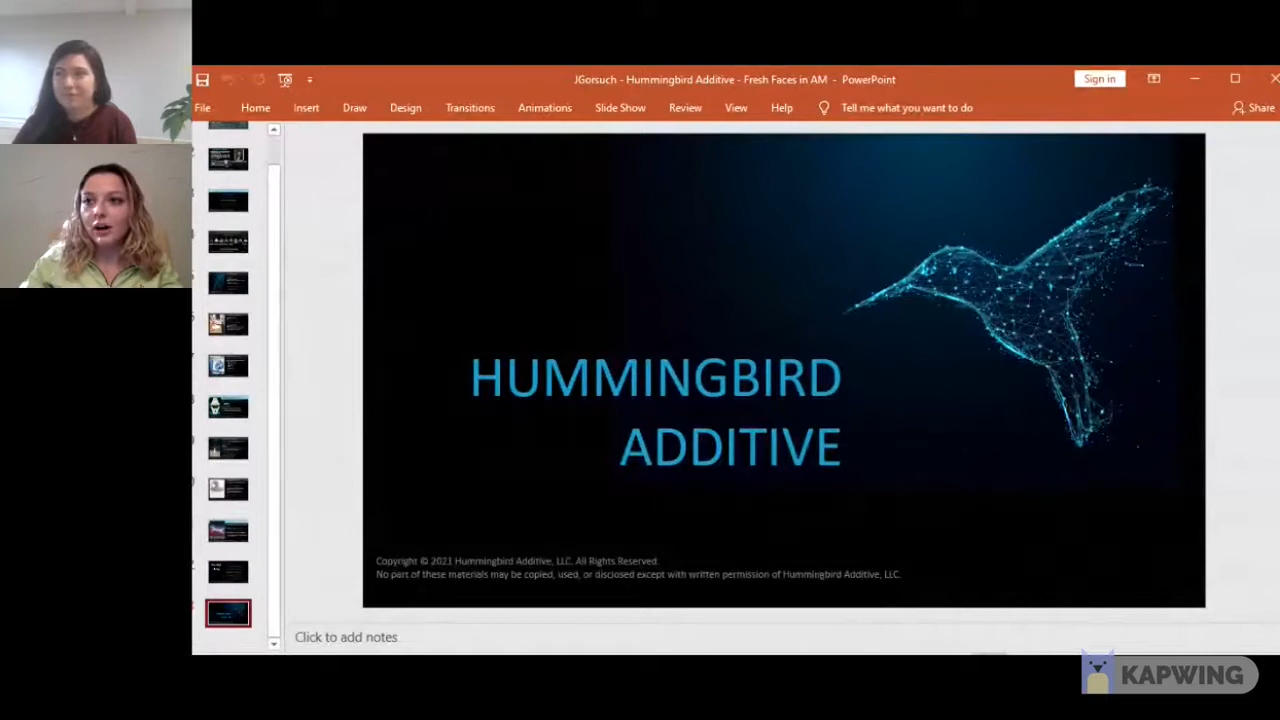 JGorsuch - Hummingbird Additive - Fresh Faces in AM - PowerPoint
Sign in
File Home Insert Draw Design Transitions Animations Slide Show Review View Help Tell me what you want to do Share
HUMMINGBIRD
ADDITIVE
Copyright © 2021 Hummingbird Additive, LLC. All Rights Reserved.
No part of these materials may be copied, used, or disclosed except with written permission of Hummingbird Additive, LLC.
Click to add notes
KAPWING